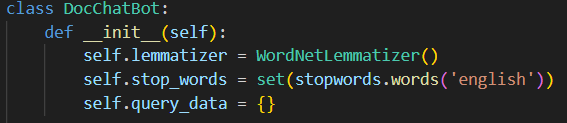 class DocChatBot:
    def __init__(self):
        self.lemmatizer = WordNetLemmatizer()
        self.stop_words = set(stopwords.words('english'))
        self.query_data = {}